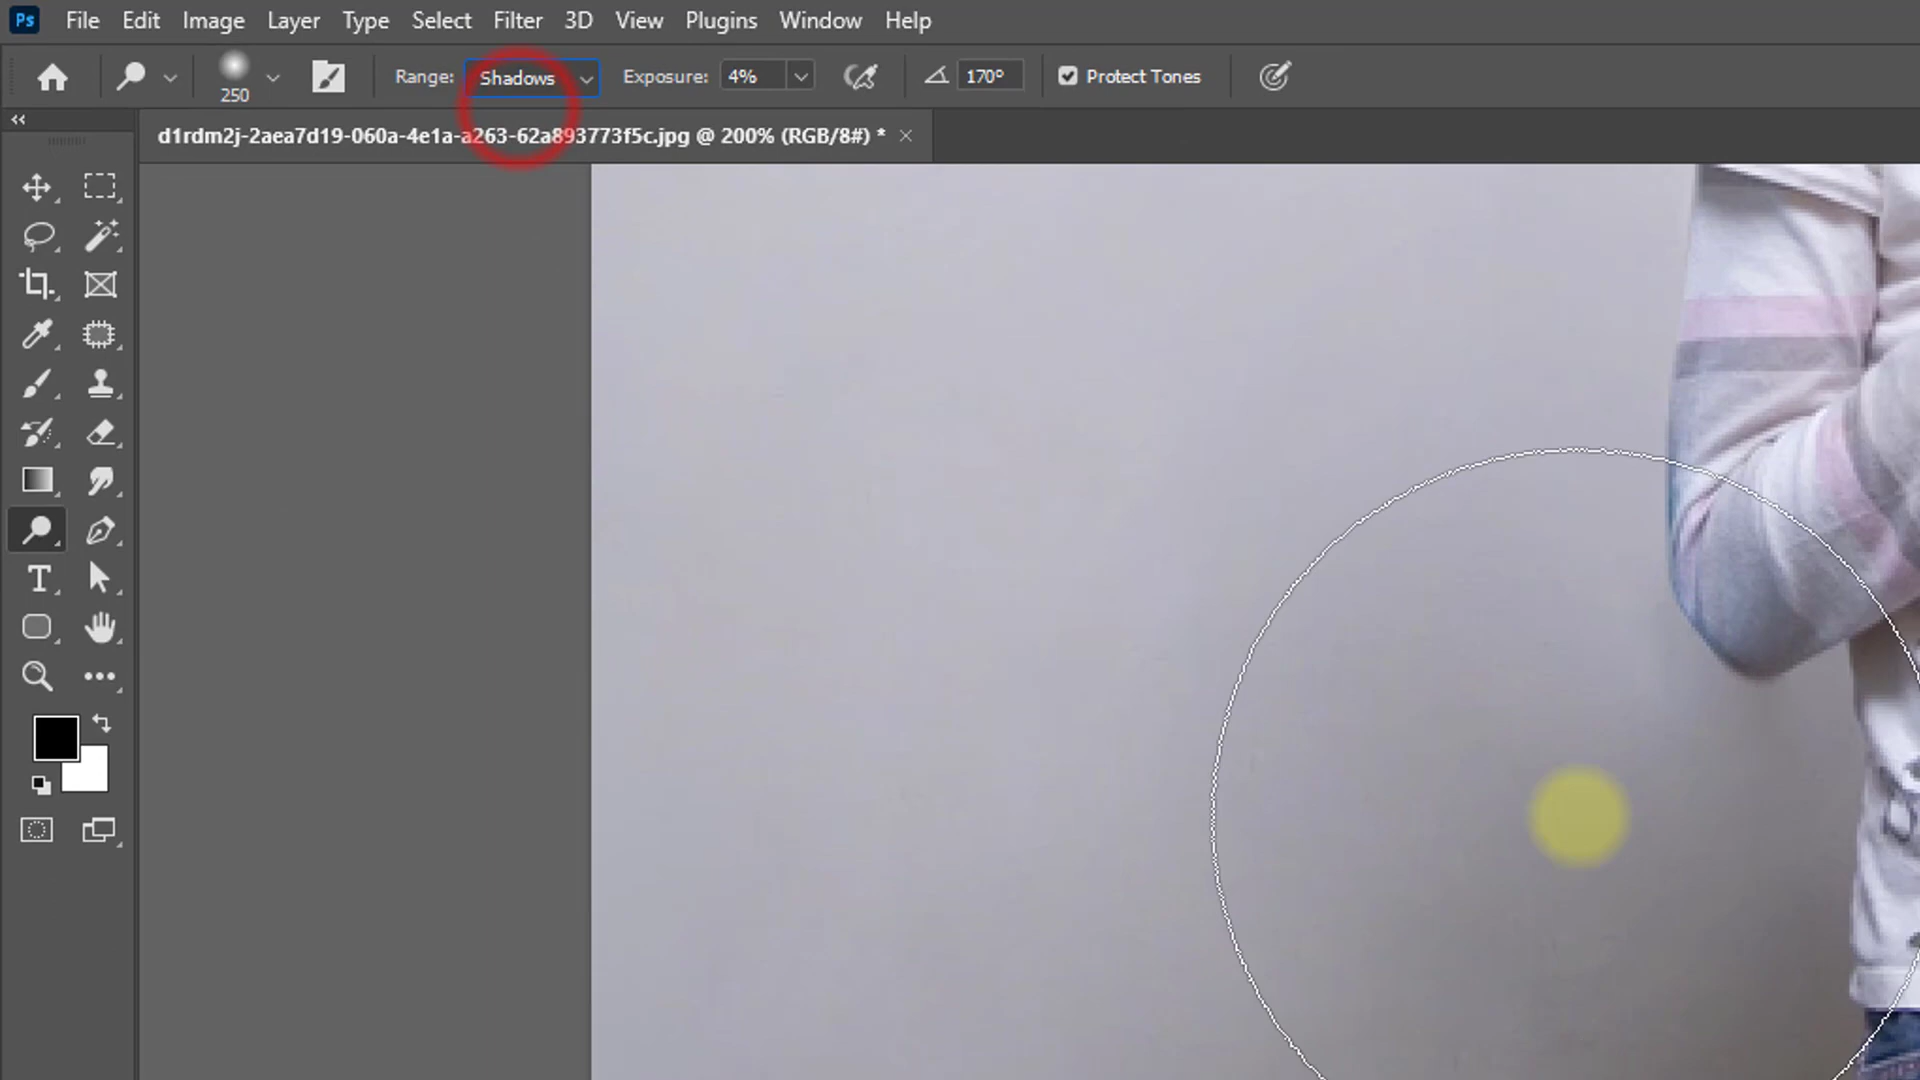 Ps File Edit Image Layer Type Select Filter 3D View Plugins Window Help
250 Range: Shadows Exposure: 4% 170° Protect Tones
d1rdm2j-2aea7d19-060a-4e1a-a263-62a893773f5c.jpg @ 200% (RGB/8#) *